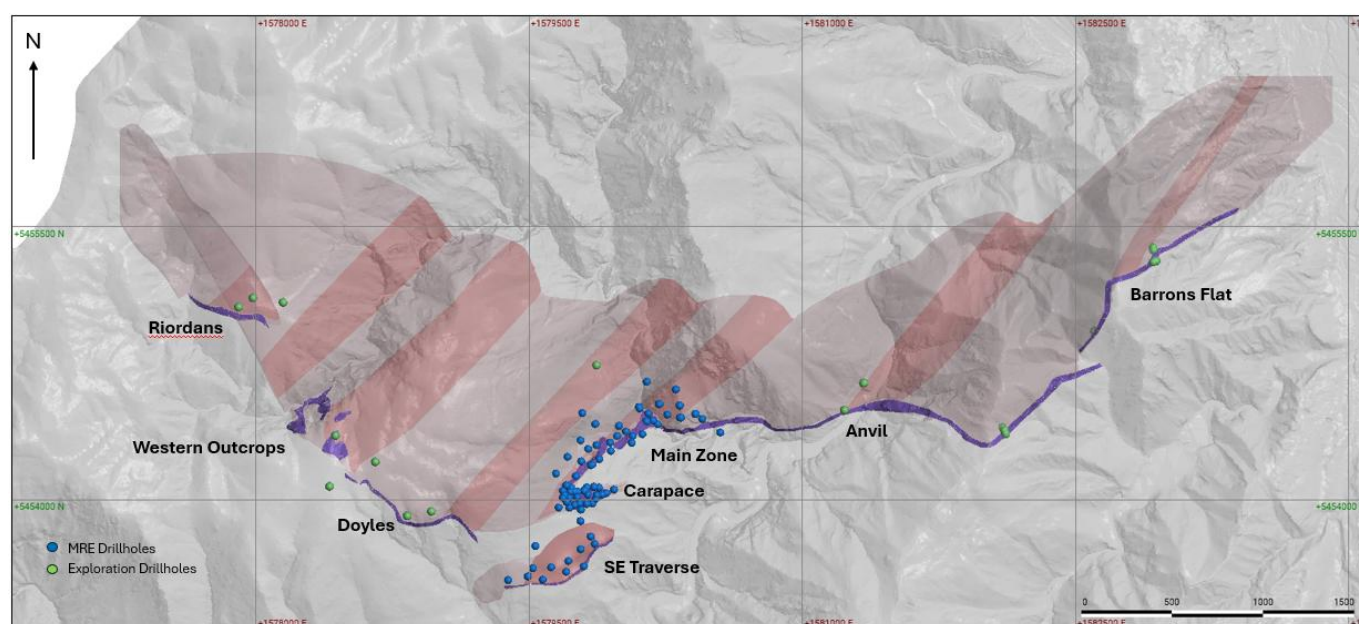 +1578000 E
+1579500 E
+1581000 E
+1582500 E
N
+5455500 N
+5455500 N
Barrons Flat
Riordans
Anvil
Western Outcrops
Main Zone
Carapace
+5454000 N
+5454000 N
Doyles
MRE Drillholes
SE Traverse
Exploration Drillholes
0 500 1000 1500
+1578000 E
+1579500 E
+1581000 E
+1582500 E